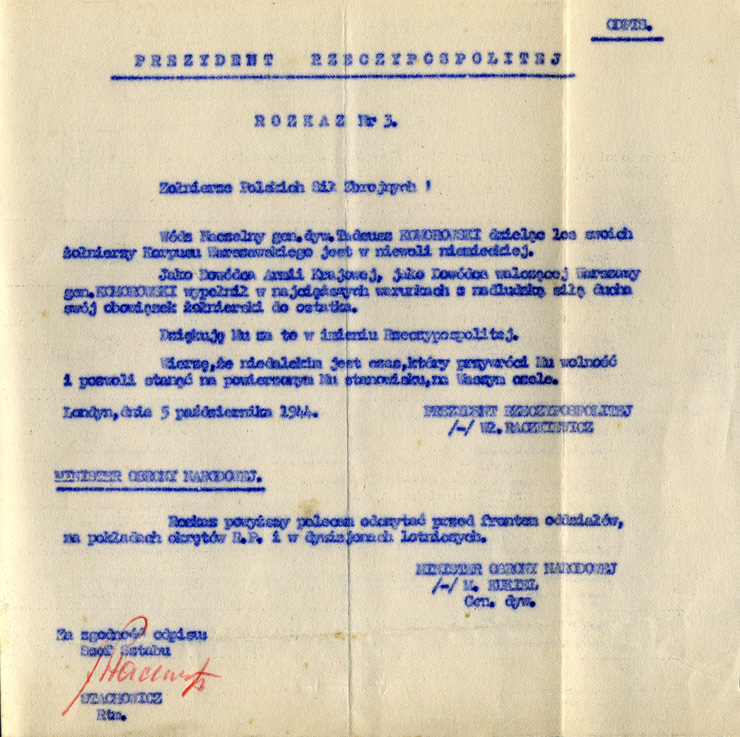 ODPIS.
PREZYDENT RZECZYPOSPOLITEJ
ROZKAZ Nr 3.
Żołnierze Polskich Sił Zbrojnych !
Wódz Naczelny gen.dyw.Tadeusz KOMOROWSKI dzieląc los swoich
żołnierzy Korpusu Warszawskiego jest w niewoli niemieckiej.
Jako Dowódca Armii Krajowej, jako Dowódca walczącej Warszawy
gen.KOMOROWSKI wypełnił w najcięższych warunkach z nadludzką siłą ducha
swój obowiązek żołnierski do ostatka.
Dziękuję Mu za to w imieniu Rzeczypospolitej.
Wierzę,że niedalekim jest czas,który przywróci Mu wolność
i pozwoli stanąć na powierzonym Mu stanowisku,na Waszym czele.
Londyn,dnia 5 października 1944.
PREZYDENT RZECZYPOSPOLITEJ
/-/ Wł.RACZKIEWICZ
MINISTER OBRONY NARODOWEJ.
Rozkaz powyższy polecam odczytać przed frontem oddziałów,
na pokładach okrętów R.P. i w dywizjonach lotniczych.
MINISTER OBRONY NARODOWEJ
/-/ M. KUKIEL
Gen. dyw.
Za zgodność odpisu:
Szef Sztabu
STACHOWICZ
Rtm.